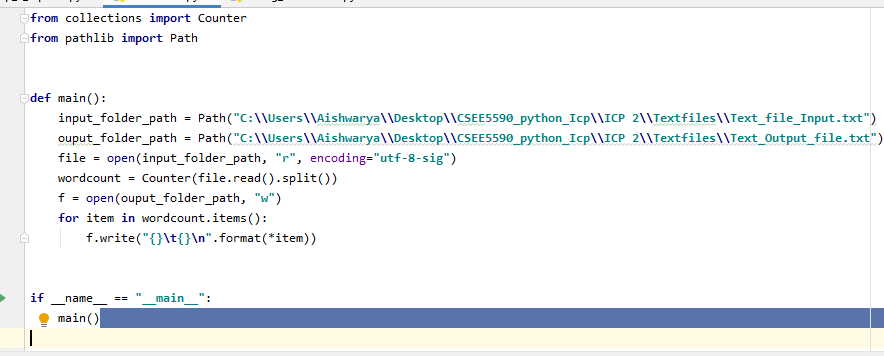 from collections import Counter
from pathlib import Path
def main():
    input_folder_path = Path("C:\\Users\\Aishwarya\\Desktop\\CSEE5590_python_Icp\\ICP 2\\Textfiles\\Text_file_Input.txt")
    ouput_folder_path = Path("C:\\Users\\Aishwarya\\Desktop\\CSEE5590_python_Icp\\ICP 2\\Textfiles\\Text_Output_file.txt")
    file = open(input_folder_path, "r", encoding="utf-8-sig")
    wordcount = Counter(file.read().split())
    f = open(ouput_folder_path, "w")
    for item in wordcount.items():
        f.write("{}\t{}\n".format(*item))
if __name__ == "__main__":
    main()